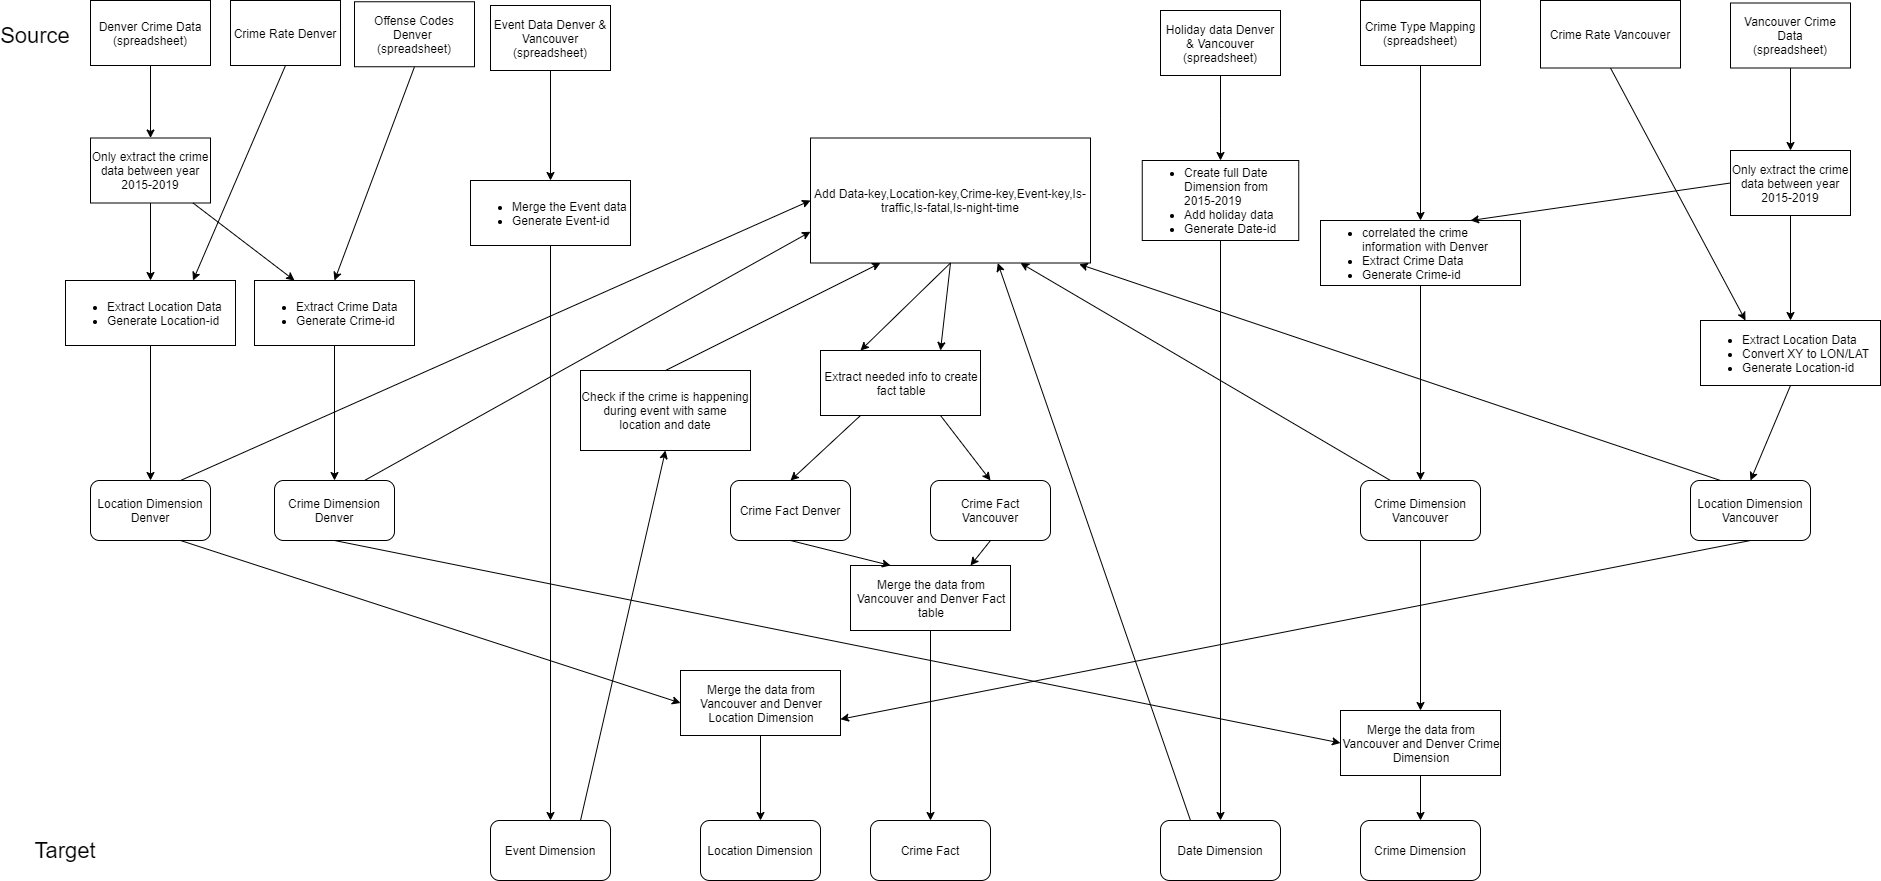 Source
Denver Crime Data
(spreadsheet)
Crime Rate Denver
Offense Codes
Denver
(spreadsheet)
Event Data Denver &
Vancouver
(spreadsheet)
Holiday data Denver
& Vancouver
(spreadsheet)
Crime Type Mapping
(spreadsheet)
Crime Rate Vancouver
Vancouver Crime
Data
(spreadsheet)
Only extract the crime
data between year
2015-2019
Merge the Event data
Generate Event-id
Add Data-key,Location-key,Crime-key,Event-key,Is-
traffic,Is-fatal,Is-night-time
Create full Date
Dimension from
2015-2019
Add holiday data
Generate Date-id
correlated the crime
information with Denver
Extract Crime Data
Generate Crime-id
Only extract the crime
data between year
2015-2019
Extract Location Data
Generate Location-id
Extract Crime Data
Generate Crime-id
Extract Location Data
Convert XY to LON/LAT
Generate Location-id
Check if the crime is happening
during event with same
location and date
Extract needed info to create
fact table
Location Dimension
Denver
Crime Dimension
Denver
Crime Fact Denver
Crime Fact
Vancouver
Crime Dimension
Vancouver
Location Dimension
Vancouver
Merge the data from
Vancouver and Denver Fact
table
Merge the data from
Vancouver and Denver
Location Dimension
Merge the data from
Vancouver and Denver Crime
Dimension
Target
Event Dimension
Location Dimension
Crime Fact
Date Dimension
Crime Dimension